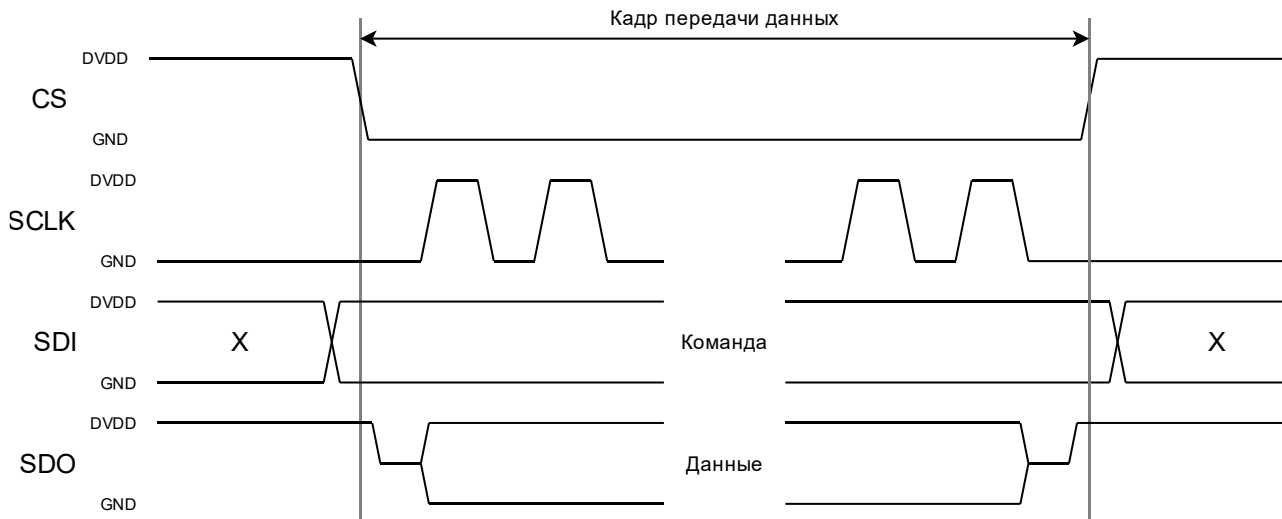 Кадр передачи данных
DVDD
CS
GND
DVDD
SCLK
GND
DVDD
SDI
X
Команда
X
GND
DVDD
SDO
Данные
GND